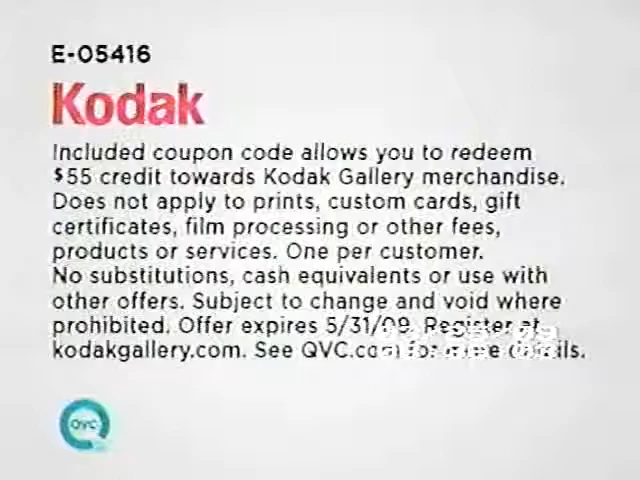 E-05416
Kodak
Included coupon code allows you to redeem
$55 credit towards Kodak Gallery merchandise.
Does not apply to prints, custom cards, gift
certificates, film processing or other fees,
products or services. One per customer.
No substitutions, cash equivalents or use with
other offers. Subject to change and void where
prohibited. Offer expires 5/31/09. Register at
kodakgallery.com. See QVC.com for more details.
QVC